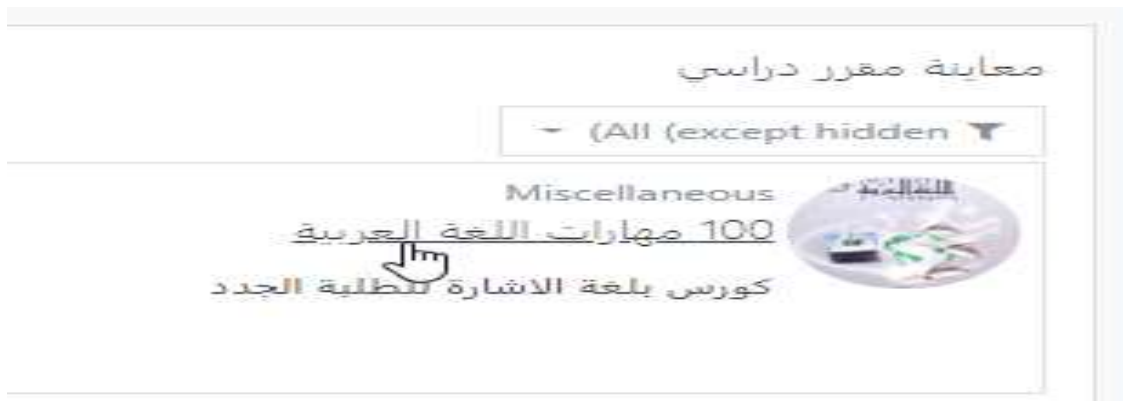 معاينة مقرر دراسي
(All (except hidden
Miscellaneous
100 مهارات اللغة العربية
كورس بلغة الاشارة للطلبة الجدد